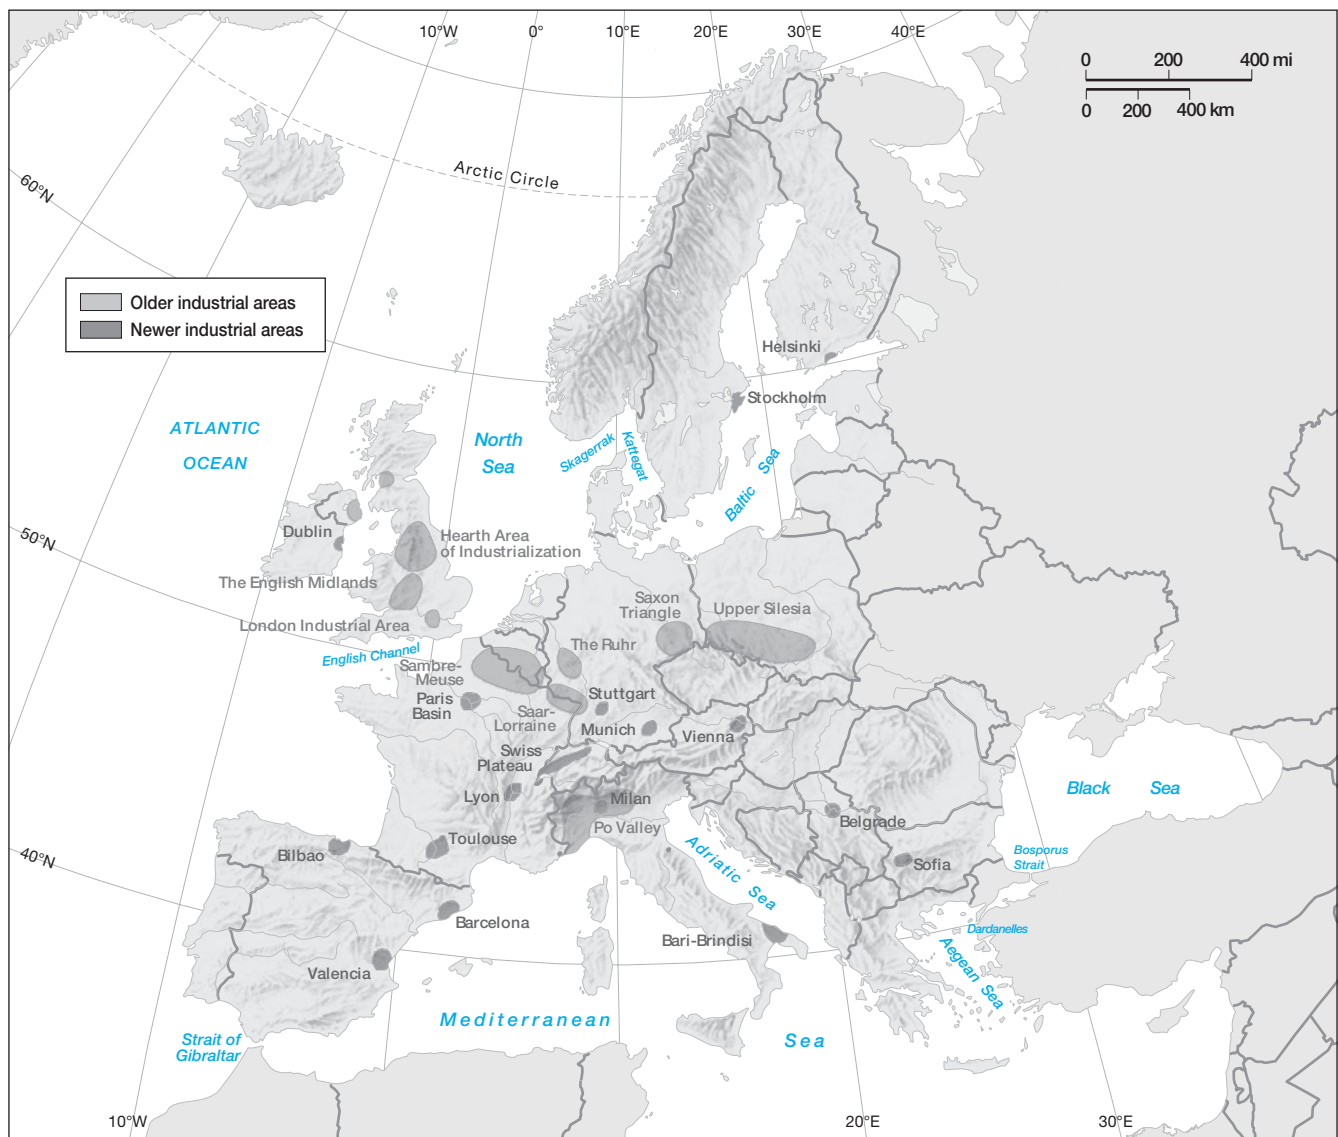 10°W
0°
10°E
20°E
30°E
40°E
0 200 400 mi
0 200 400 km
Arctic Circle
60°N
Older industrial areas
Newer industrial areas
Helsinki
Stockholm
ATLANTIC
OCEAN
North
Sea
Skagerrak
Kattegat
Baltic Sea
50°N
Dublin
Hearth Area
of Industrialization
The English Midlands
London Industrial Area
English Channel
Saxon
Triangle
Upper Silesia
The Ruhr
Sambre-
Meuse
Paris
Basin
Saar-
Lorraine
Stuttgart
Munich
Vienna
Swiss
Plateau
Lyon
Milan
Po Valley
Toulouse
Bilbao
Belgrade
Sofia
Black Sea
Bosporus
Strait
Adriatic Sea
40°N
Barcelona
Bari-Brindisi
Dardanelles
Aegean Sea
Valencia
Mediterranean
Sea
Strait of
Gibraltar
10°W
20°E
30°E